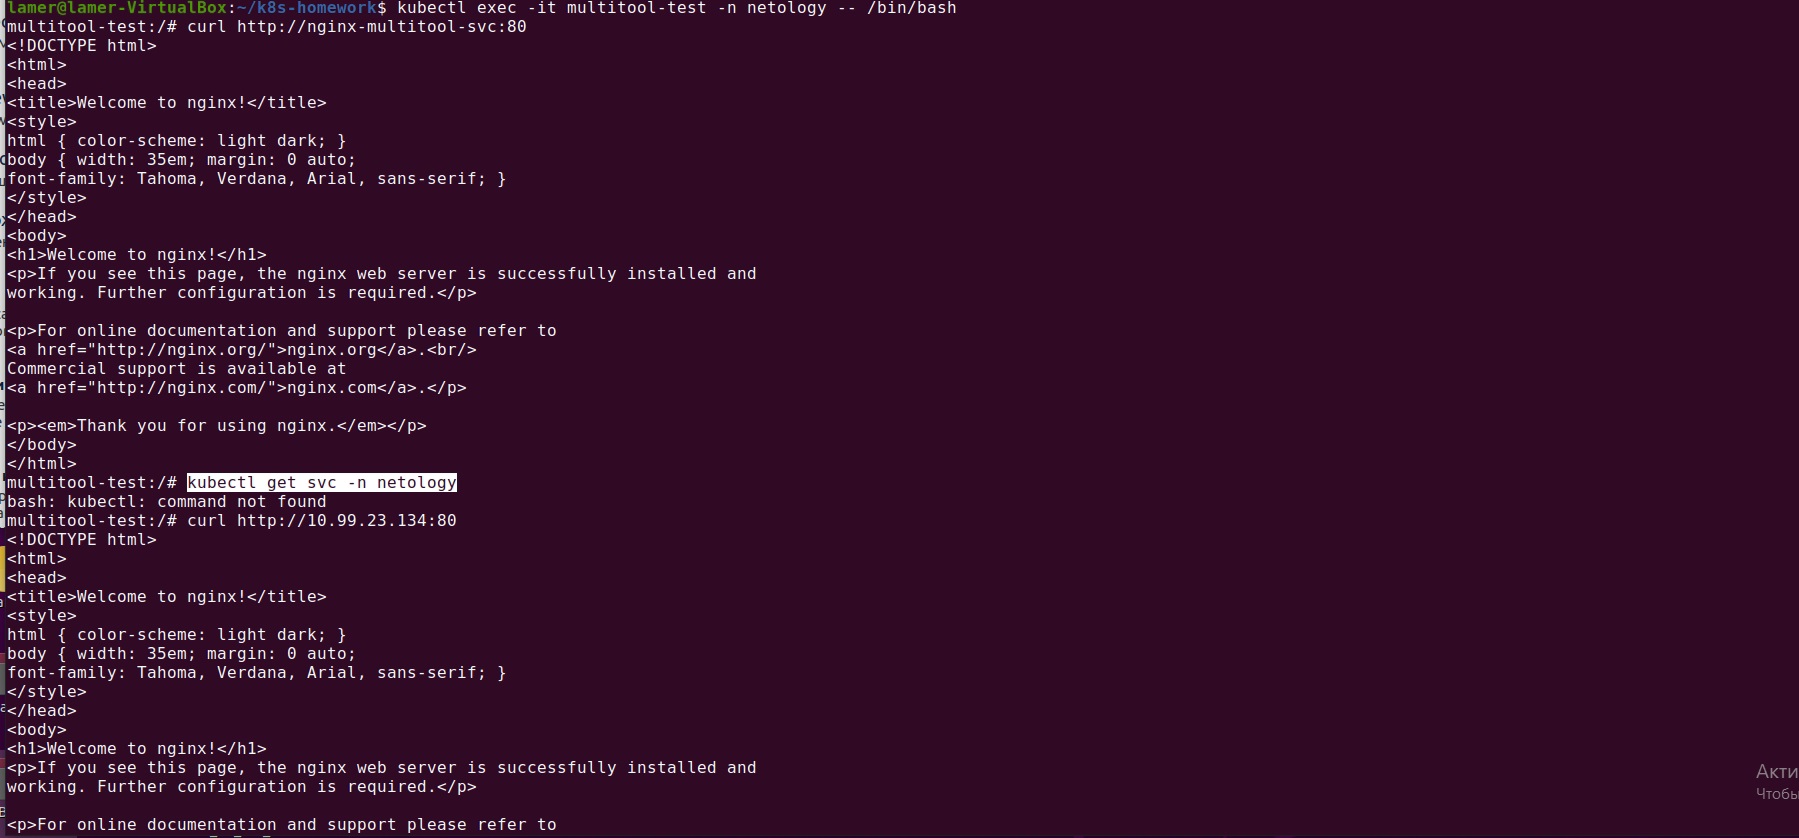 lamer@lamer-VirtualBox:~/k8s-homework$ kubectl exec -it multitool-test -n netology -- /bin/bash
multitool-test:/# curl http://nginx-multitool-svc:80
<!DOCTYPE html>
<html>
<head>
<title>Welcome to nginx!</title>
<style>
html { color-scheme: light dark; }
body { width: 35em; margin: 0 auto;
font-family: Tahoma, Verdana, Arial, sans-serif; }
</style>
</head>
<body>
<h1>Welcome to nginx!</h1>
<p>If you see this page, the nginx web server is successfully installed and
working. Further configuration is required.</p>
<p>For online documentation and support please refer to
<a href="http://nginx.org/">nginx.org</a>.<br/>
Commercial support is available at
<a href="http://nginx.com/">nginx.com</a>.</p>
<p><em>Thank you for using nginx.</em></p>
</body>
</html>
multitool-test:/# kubectl get svc -n netology
bash: kubectl: command not found
multitool-test:/# curl http://10.99.23.134:80
<!DOCTYPE html>
<html>
<head>
<title>Welcome to nginx!</title>
<style>
html { color-scheme: light dark; }
body { width: 35em; margin: 0 auto;
font-family: Tahoma, Verdana, Arial, sans-serif; }
</style>
</head>
<body>
<h1>Welcome to nginx!</h1>
<p>If you see this page, the nginx web server is successfully installed and
working. Further configuration is required.</p>
<p>For online documentation and support please refer to
Акти
Чтобы